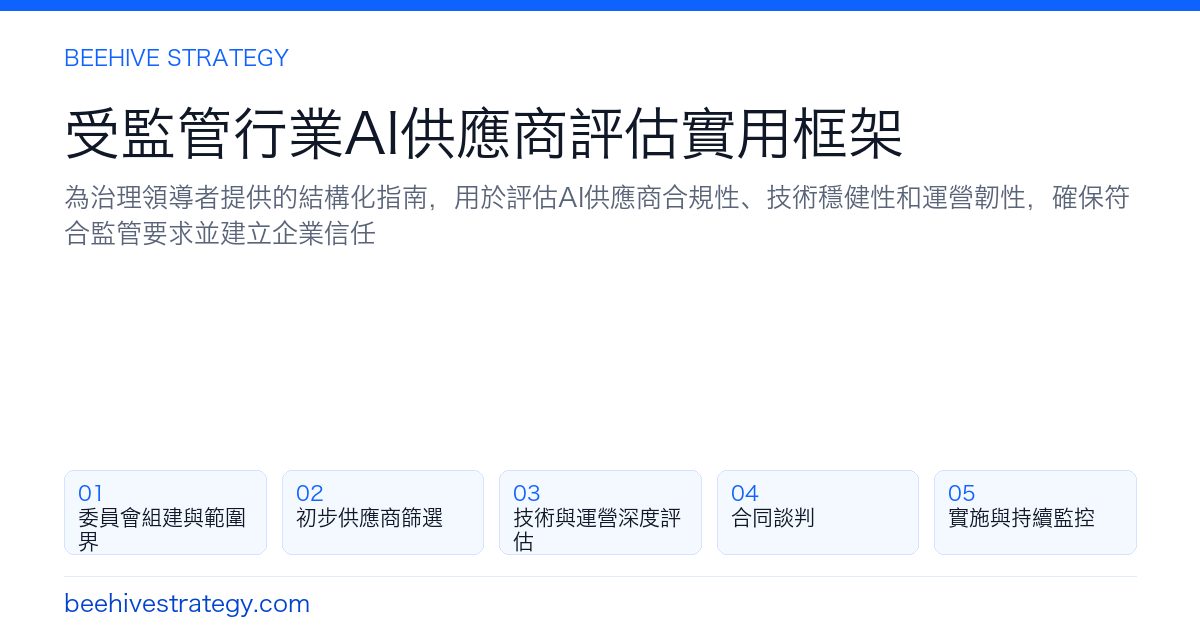 BEEHIVE STRATEGY
受監管行業AI供應商評估實用框架
為治理領導者提供的結構化指南，用於評估AI供應商合規性、技術穩健性和運營韌性，確保符
合監管要求並建立企業信任
01
委員會組建與範圍
界
02
初步供應商篩選
03
技術與運營深度評
估
04
合同談判
05
實施與持續監控
beehivestrategy.com